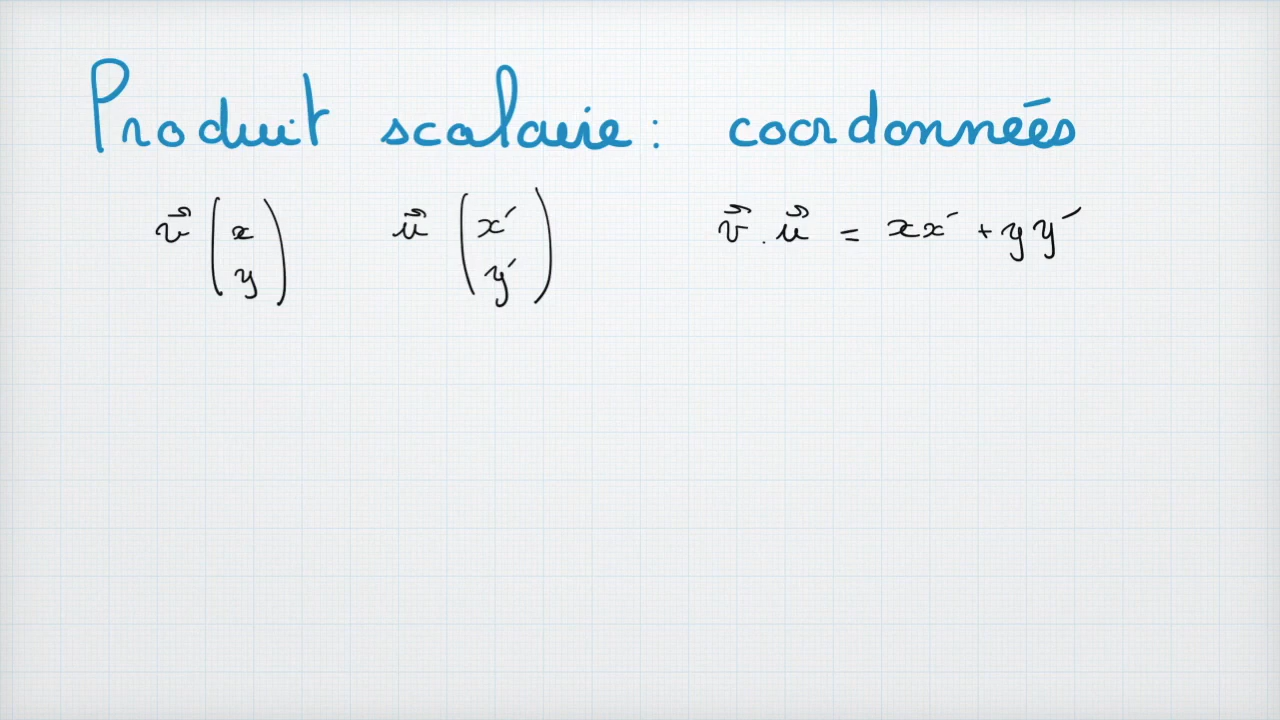 Produit scalaire : coordonnées
v⃗ (x y) u⃗ (x′ y′) v⃗ . u⃗ = xx′ + yy′